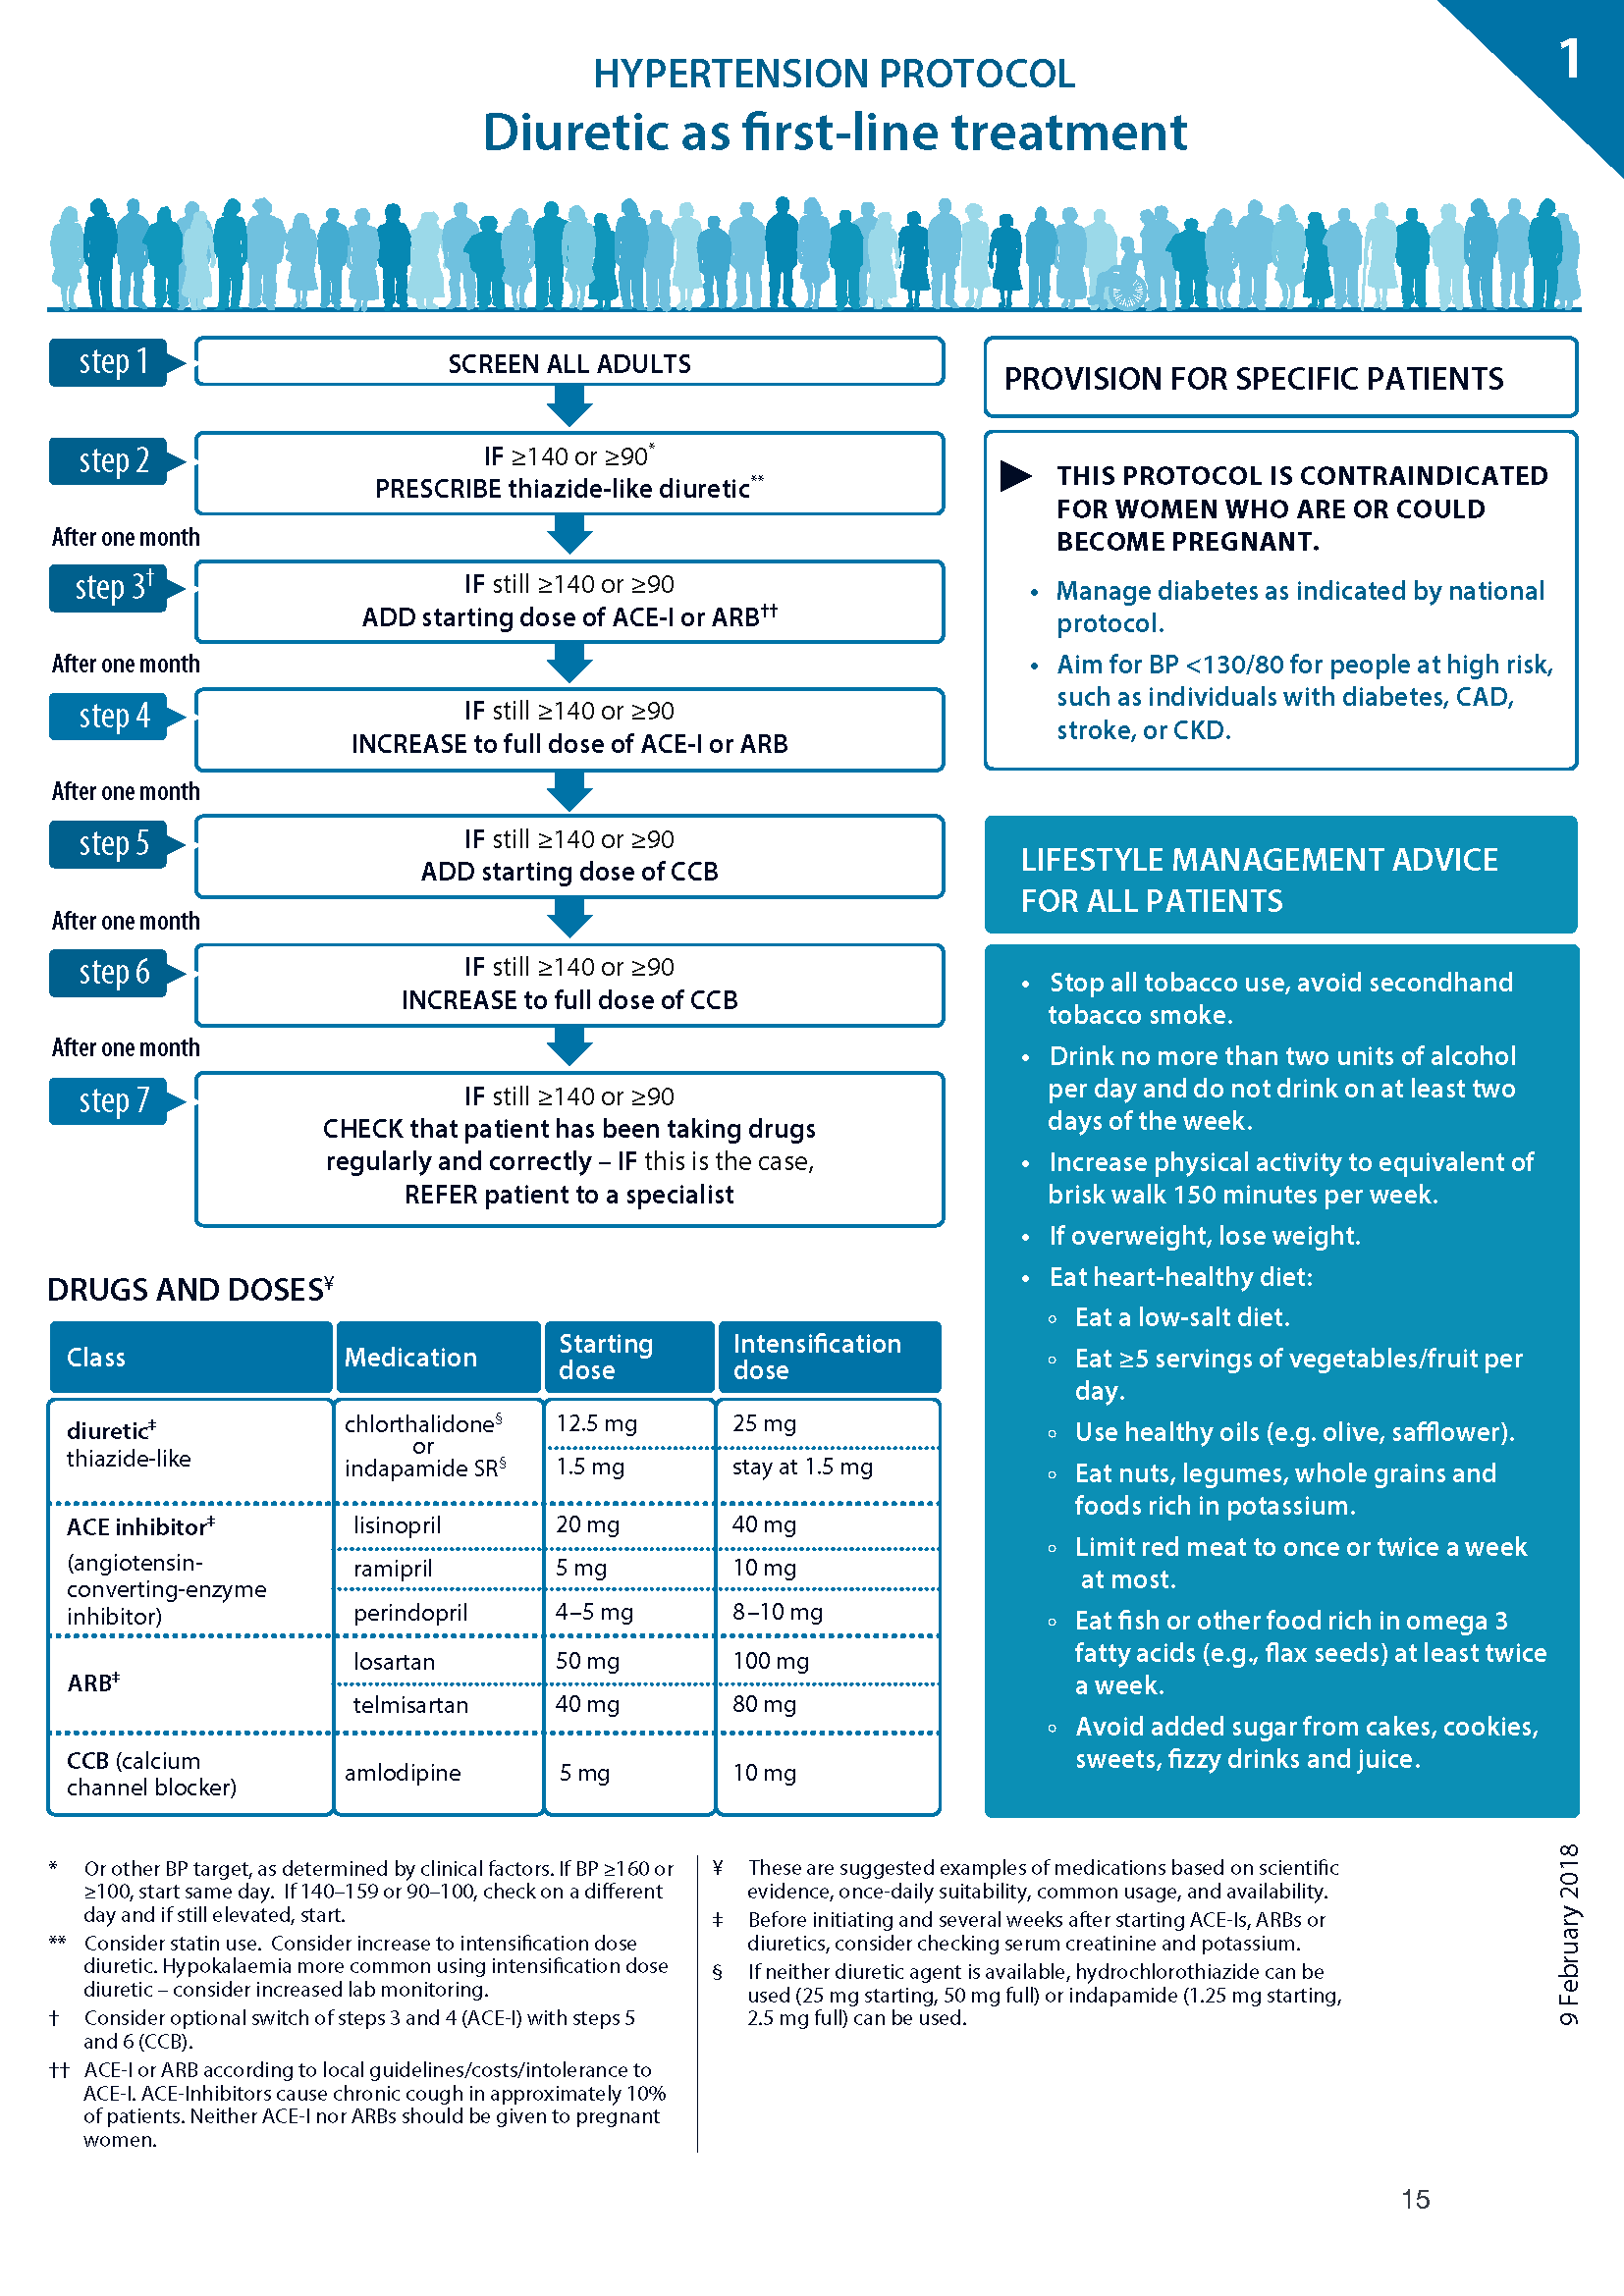 1
HYPERTENSION PROTOCOL
Diuretic as first-line treatment
step 1
SCREEN ALL ADULTS
step 2
IF ≥140 or ≥90*
PRESCRIBE thiazide-like diuretic**
After one month
step 3†
IF still ≥140 or ≥90
ADD starting dose of ACE-I or ARB††
After one month
step 4
IF still ≥140 or ≥90
INCREASE to full dose of ACE-I or ARB
After one month
step 5
IF still ≥140 or ≥90
ADD starting dose of CCB
After one month
step 6
IF still ≥140 or ≥90
INCREASE to full dose of CCB
After one month
step 7
IF still ≥140 or ≥90
CHECK that patient has been taking drugs
regularly and correctly – IF this is the case,
REFER patient to a specialist
PROVISION FOR SPECIFIC PATIENTS
▶ THIS PROTOCOL IS CONTRAINDICATED
FOR WOMEN WHO ARE OR COULD
BECOME PREGNANT.
• Manage diabetes as indicated by national
protocol.
• Aim for BP <130/80 for people at high risk,
such as individuals with diabetes, CAD,
stroke, or CKD.
LIFESTYLE MANAGEMENT ADVICE
FOR ALL PATIENTS
• Stop all tobacco use, avoid secondhand
tobacco smoke.
• Drink no more than two units of alcohol
per day and do not drink on at least two
days of the week.
• Increase physical activity to equivalent of
brisk walk 150 minutes per week.
• If overweight, lose weight.
• Eat heart-healthy diet:
◦ Eat a low-salt diet.
◦ Eat ≥5 servings of vegetables/fruit per
day.
◦ Use healthy oils (e.g. olive, safflower).
◦ Eat nuts, legumes, whole grains and
foods rich in potassium.
◦ Limit red meat to once or twice a week
at most.
◦ Eat fish or other food rich in omega 3
fatty acids (e.g., flax seeds) at least twice
a week.
◦ Avoid added sugar from cakes, cookies,
sweets, fizzy drinks and juice.
DRUGS AND DOSES¥
Class Medication Starting dose Intensification dose
diuretic‡ thiazide-like
chlorthalidone§ 12.5 mg 25 mg
or
indapamide SR§ 1.5 mg stay at 1.5 mg
ACE inhibitor‡
(angiotensin-
converting-enzyme
inhibitor)
lisinopril 20 mg 40 mg
ramipril 5 mg 10 mg
perindopril 4–5 mg 8–10 mg
ARB‡
losartan 50 mg 100 mg
telmisartan 40 mg 80 mg
CCB (calcium
channel blocker)
amlodipine 5 mg 10 mg
* Or other BP target, as determined by clinical factors. If BP ≥160 or
≥100, start same day. If 140–159 or 90–100, check on a different
day and if still elevated, start.
** Consider statin use. Consider increase to intensification dose
diuretic. Hypokalaemia more common using intensification dose
diuretic – consider increased lab monitoring.
† Consider optional switch of steps 3 and 4 (ACE-I) with steps 5
and 6 (CCB).
†† ACE-I or ARB according to local guidelines/costs/intolerance to
ACE-I. ACE-Inhibitors cause chronic cough in approximately 10%
of patients. Neither ACE-I nor ARBs should be given to pregnant
women.
¥ These are suggested examples of medications based on scientific
evidence, once-daily suitability, common usage, and availability.
‡ Before initiating and several weeks after starting ACE-Is, ARBs or
diuretics, consider checking serum creatinine and potassium.
§ If neither diuretic agent is available, hydrochlorothiazide can be
used (25 mg starting, 50 mg full) or indapamide (1.25 mg starting,
2.5 mg full) can be used.
9 February 2018
15